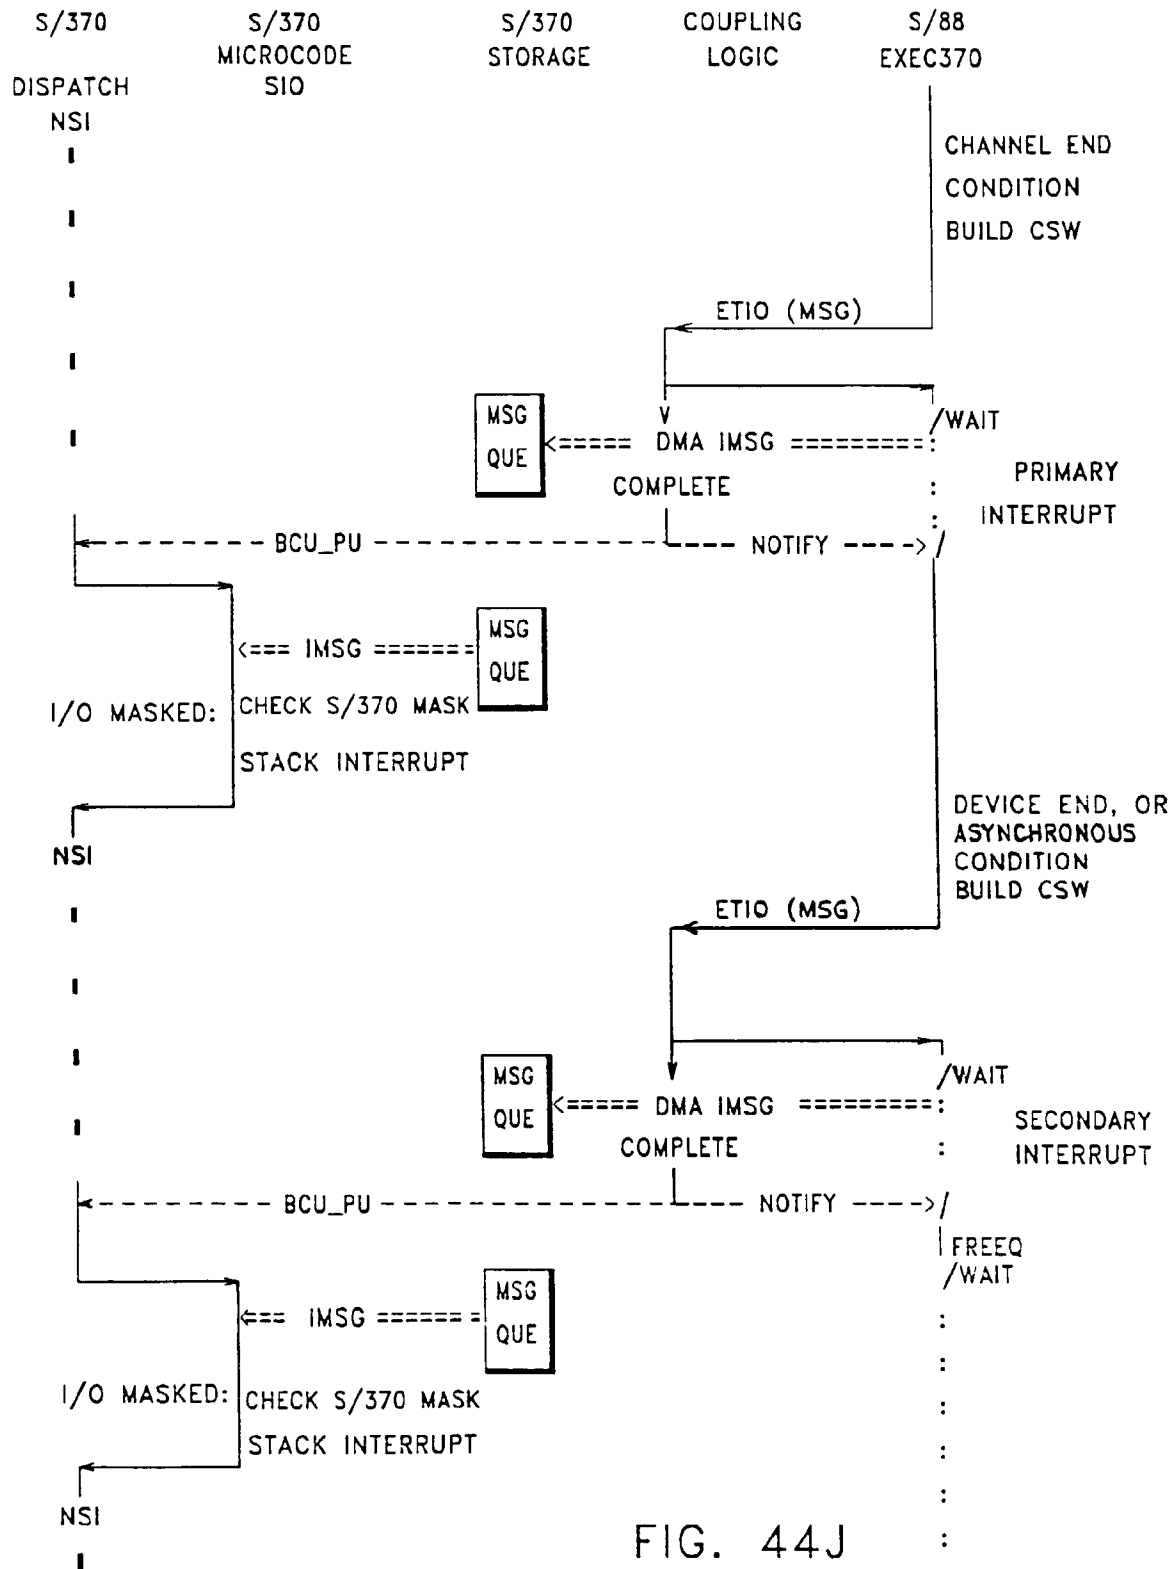 S/370
S/370
S/370
COUPLING
S/88
MICROCODE
STORAGE
LOGIC
EXEC370
DISPATCH
SIO
NSI
CHANNEL END
CONDITION
BUILD CSW
ETIO (MSG)
MSG
QUE
/WAIT
<===== DMA IMSG =========:
COMPLETE
PRIMARY
INTERRUPT
BCU_PU
NOTIFY
MSG
QUE
<=== IMSG =======
I/O MASKED:
CHECK S/370 MASK
STACK INTERRUPT
NSI
DEVICE END, OR
ASYNCHRONOUS
CONDITION
BUILD CSW
ETIO (MSG)
MSG
QUE
/WAIT
<===== DMA IMSG =========:
COMPLETE
SECONDARY
INTERRUPT
BCU_PU
NOTIFY
FREEQ
/WAIT
MSG
QUE
<=== IMSG =======
I/O MASKED:
CHECK S/370 MASK
STACK INTERRUPT
NSI
FIG. 44J